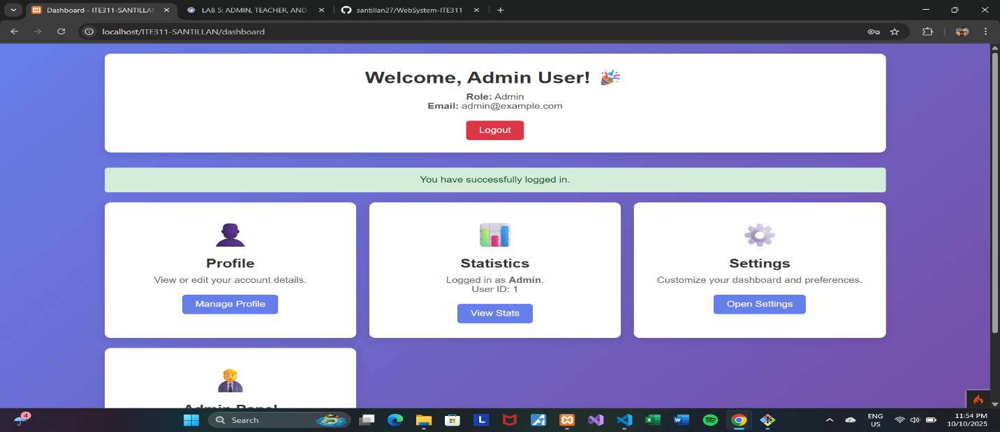 Dashboard - ITE311-SANTILLAN
LAB 5: ADMIN, TEACHER, AND
santillan27/WebSystem-ITE311
localhost/ITE311-SANTILLAN/dashboard
Welcome, Admin User!
Role: Admin
Email: admin@example.com
Logout
You have successfully logged in.
Profile
View or edit your account details.
Manage Profile
Statistics
Logged in as Admin.
User ID: 1
View Stats
Settings
Customize your dashboard and preferences.
Open Settings
Admin Panel
4
Search
L
ENG
US
11:54 PM
10/10/2025